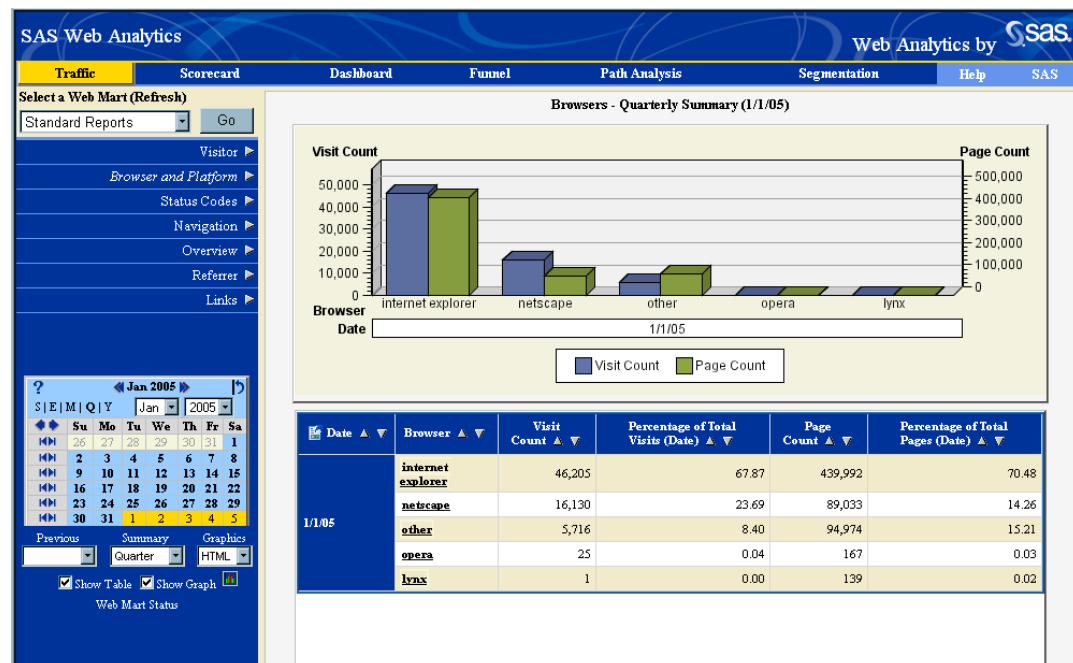 SAS Web Analytics
Web Analytics by
sas.
Traffic Scorecard Dashboard Funnel Path Analysis Segmentation Help SAS
Select a Web Mart (Refresh)
Standard Reports Go
Visitor
Browser and Platform
Status Codes
Navigation
Overview
Referrer
Links
? Jan 2005
S | E | M | Q | Y Jan 2005
Su Mo Tu We Th Fr Sa
26 27 28 29 30 31 1
2 3 4 5 6 7 8
9 10 11 12 13 14 15
16 17 18 19 20 21 22
23 24 25 26 27 28 29
30 31 1 2 3 4 5
Previous Summary Graphics
Quarter HTML
Show Table Show Graph
Web Mart Status
Browsers - Quarterly Summary (1/1/05)
Visit Count Page Count
50,000 500,000
40,000 400,000
30,000 300,000
20,000 200,000
10,000 100,000
0 0
internet explorer netscape other opera lynx
Browser
Date 1/1/05
Visit Count Page Count
Date Browser Visit Count Percentage of Total Visits (Date) Page Count Percentage of Total Pages (Date)
1/1/05
internet explorer 46,205 67.87 439,992 70.48
netscape 16,130 23.69 89,033 14.26
other 5,716 8.40 94,974 15.21
opera 25 0.04 167 0.03
lynx 1 0.00 139 0.02